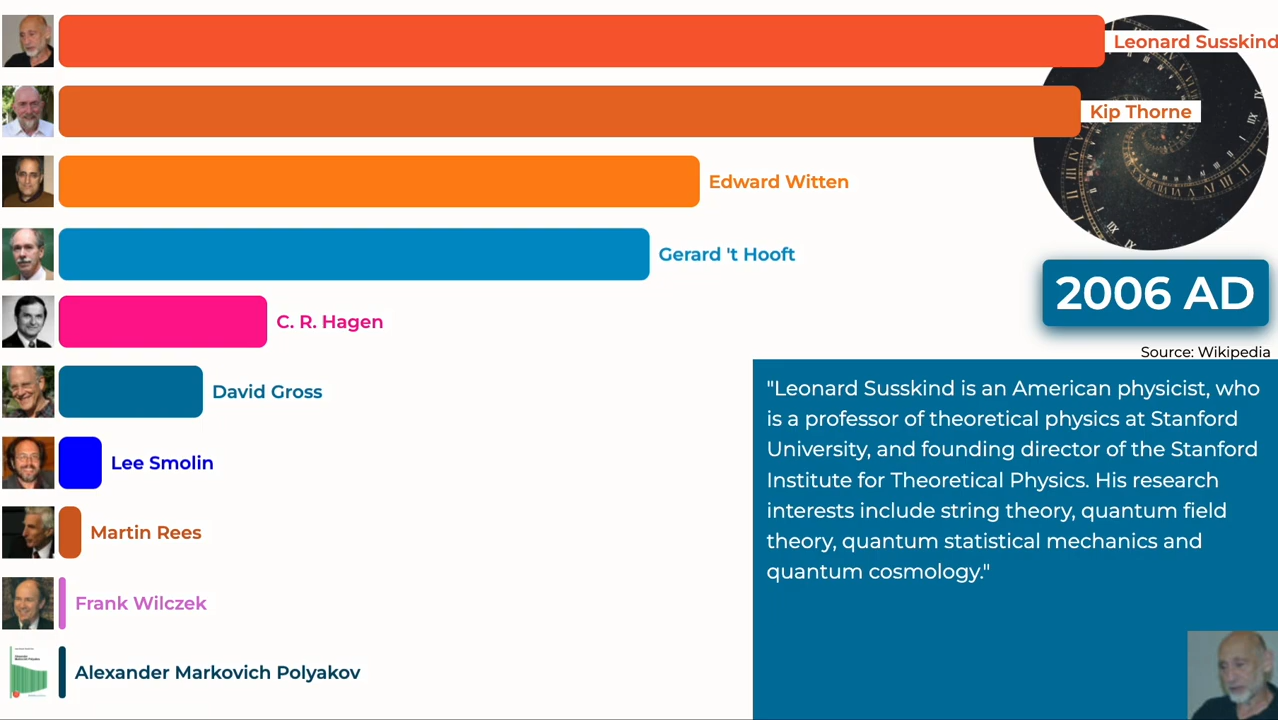 Leonard Susskind
Kip Thorne
Edward Witten
Gerard 't Hooft
C. R. Hagen
David Gross
Lee Smolin
Martin Rees
Frank Wilczek
Alexander Markovich Polyakov
2006 AD
Source: Wikipedia
"Leonard Susskind is an American physicist, who
is a professor of theoretical physics at Stanford
University, and founding director of the Stanford
Institute for Theoretical Physics. His research
interests include string theory, quantum field
theory, quantum statistical mechanics and
quantum cosmology."